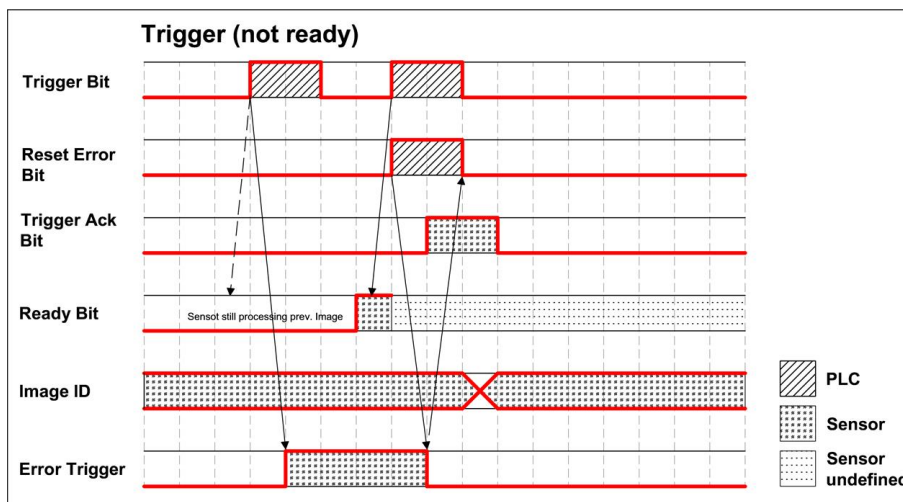 Trigger (not ready)
Trigger Bit
Reset Error
Bit
Trigger Ack
Bit
Ready Bit
Sensot still processing prev. Image
Image ID
Error Trigger
PLC
Sensor
Sensor
undefined